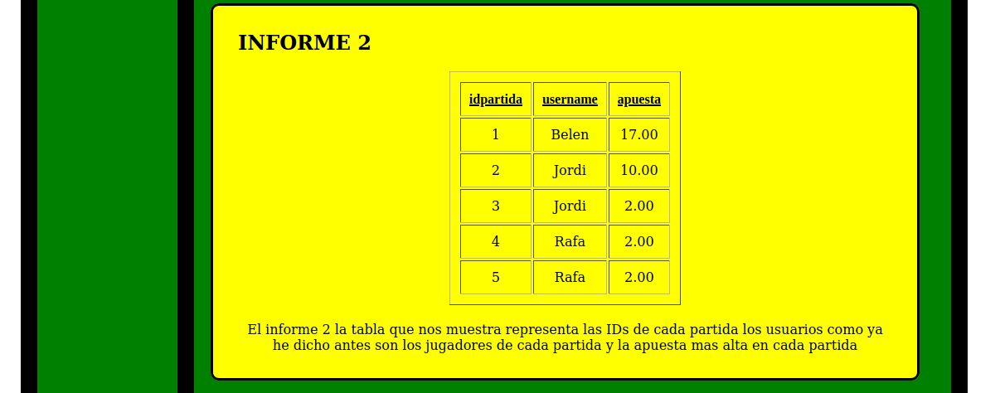 INFORME 2
idpartida username apuesta
1 Belen 17.00
2 Jordi 10.00
3 Jordi 2.00
4 Rafa 2.00
5 Rafa 2.00
El informe 2 la tabla que nos muestra representa las IDs de cada partida los usuarios como ya
he dicho antes son los jugadores de cada partida y la apuesta mas alta en cada partida